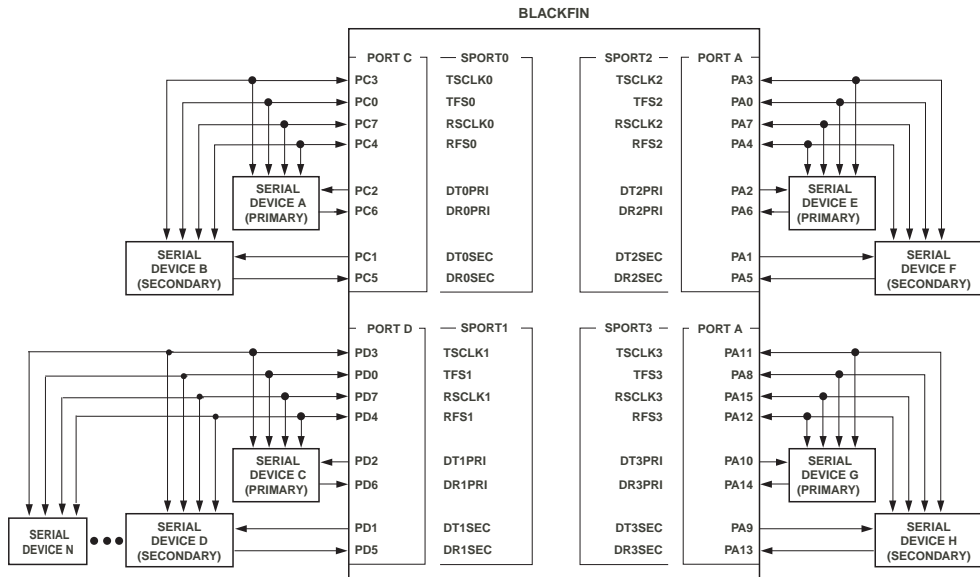 BLACKFIN
PORT C SPORT0 SPORT2 PORT A
PC3 TSCLK0 TSCLK2 PA3
PC0 TFS0 TFS2 PA0
PC7 RSCLK0 RSCLK2 PA7
PC4 RFS0 RFS2 PA4
SERIAL
DEVICE A
(PRIMARY)
PC2 DT0PRI DT2PRI PA2
PC6 DR0PRI DR2PRI PA6
SERIAL
DEVICE E
(PRIMARY)
SERIAL
DEVICE B
(SECONDARY)
PC1 DT0SEC DT2SEC PA1
PC5 DR0SEC DR2SEC PA5
SERIAL
DEVICE F
(SECONDARY)
PORT D SPORT1 SPORT3 PORT A
PD3 TSCLK1 TSCLK3 PA11
PD0 TFS1 TFS3 PA8
PD7 RSCLK1 RSCLK3 PA15
PD4 RFS1 RFS3 PA12
SERIAL
DEVICE C
(PRIMARY)
PD2 DT1PRI DT3PRI PA10
PD6 DR1PRI DR3PRI PA14
SERIAL
DEVICE G
(PRIMARY)
SERIAL
DEVICE N
SERIAL
DEVICE D
(SECONDARY)
PD1 DT1SEC DT3SEC PA9
PD5 DR1SEC DR3SEC PA13
SERIAL
DEVICE H
(SECONDARY)